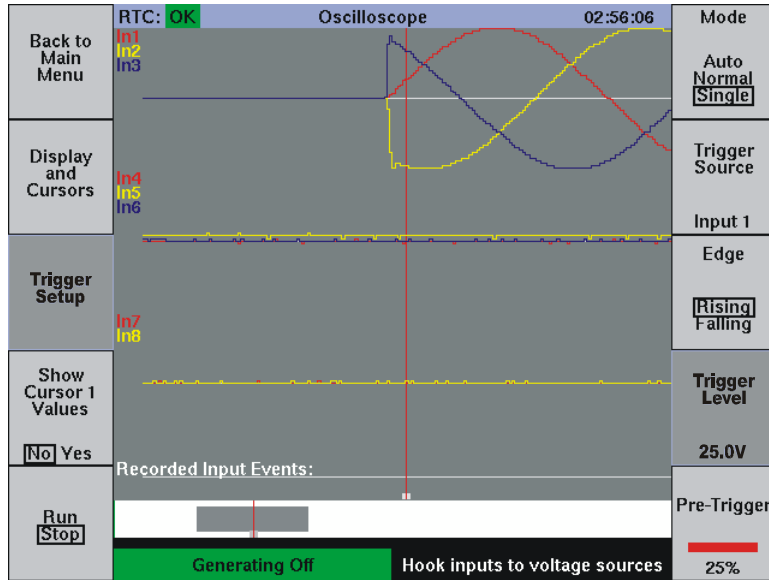 RTC: OK Oscilloscope 02:56:06
Back to
Main
Menu
Display
and
Cursors
Trigger
Setup
Show
Cursor 1
Values
No Yes
Run
Stop
In1
In2
In3
In4
In5
In6
In7
In8
Recorded Input Events:
Mode
Auto
Normal
Single
Trigger
Source
Input 1
Edge
Rising
Falling
Trigger
Level
25.0V
Pre-Trigger
25%
Generating Off Hook inputs to voltage sources